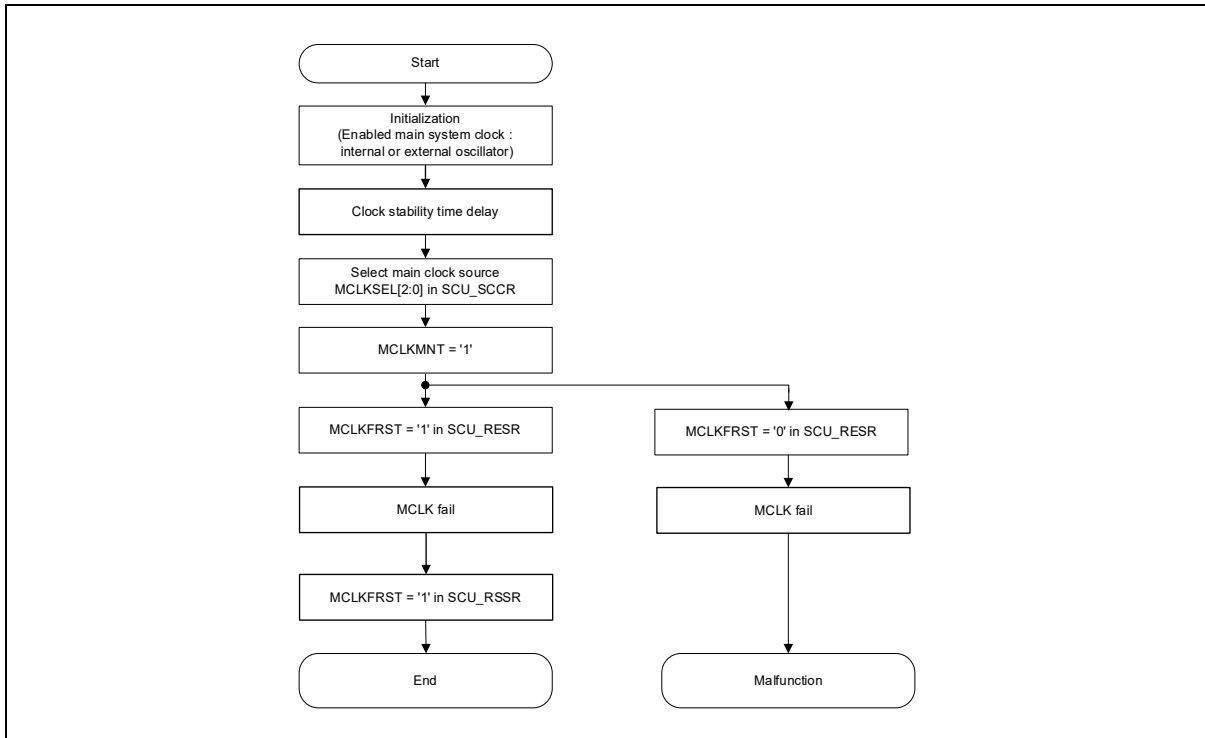 Start
Initialization
(Enabled main system clock :
internal or external oscillator)
Clock stability time delay
Select main clock source
MCLKSEL[2:0] in SCU_SCCR
MCLKMNT = '1'
MCLKFRST = '1' in SCU_RESR
MCLKFRST = '0' in SCU_RESR
MCLK fail
MCLK fail
MCLKFRST = '1' in SCU_RSSR
End
Malfunction